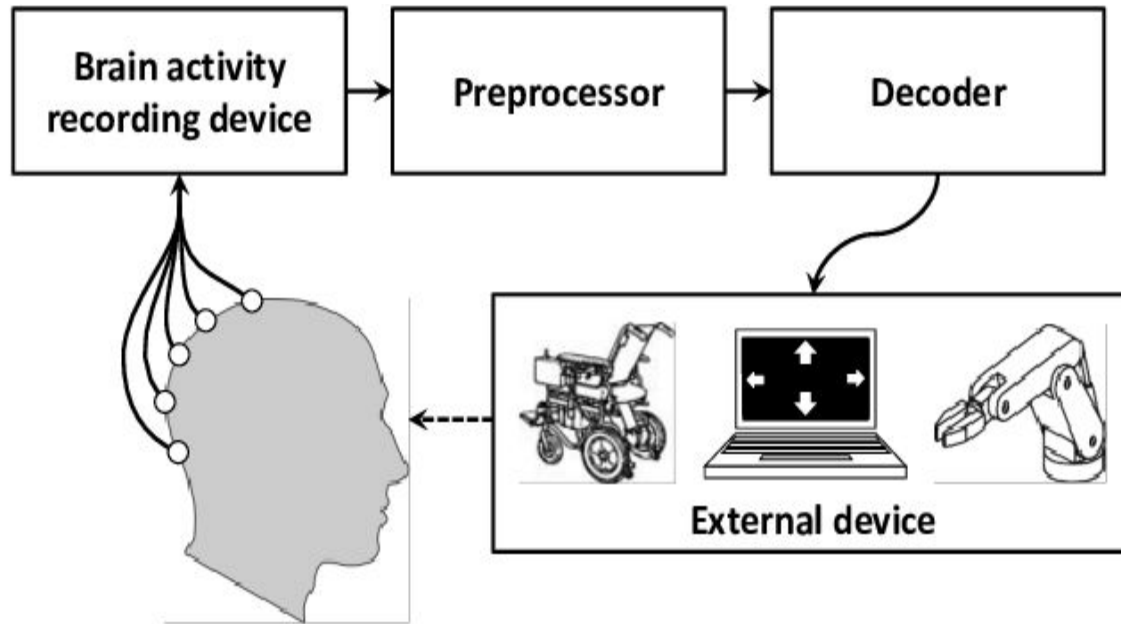 Brain activity
recording device
Preprocessor
Decoder
External device